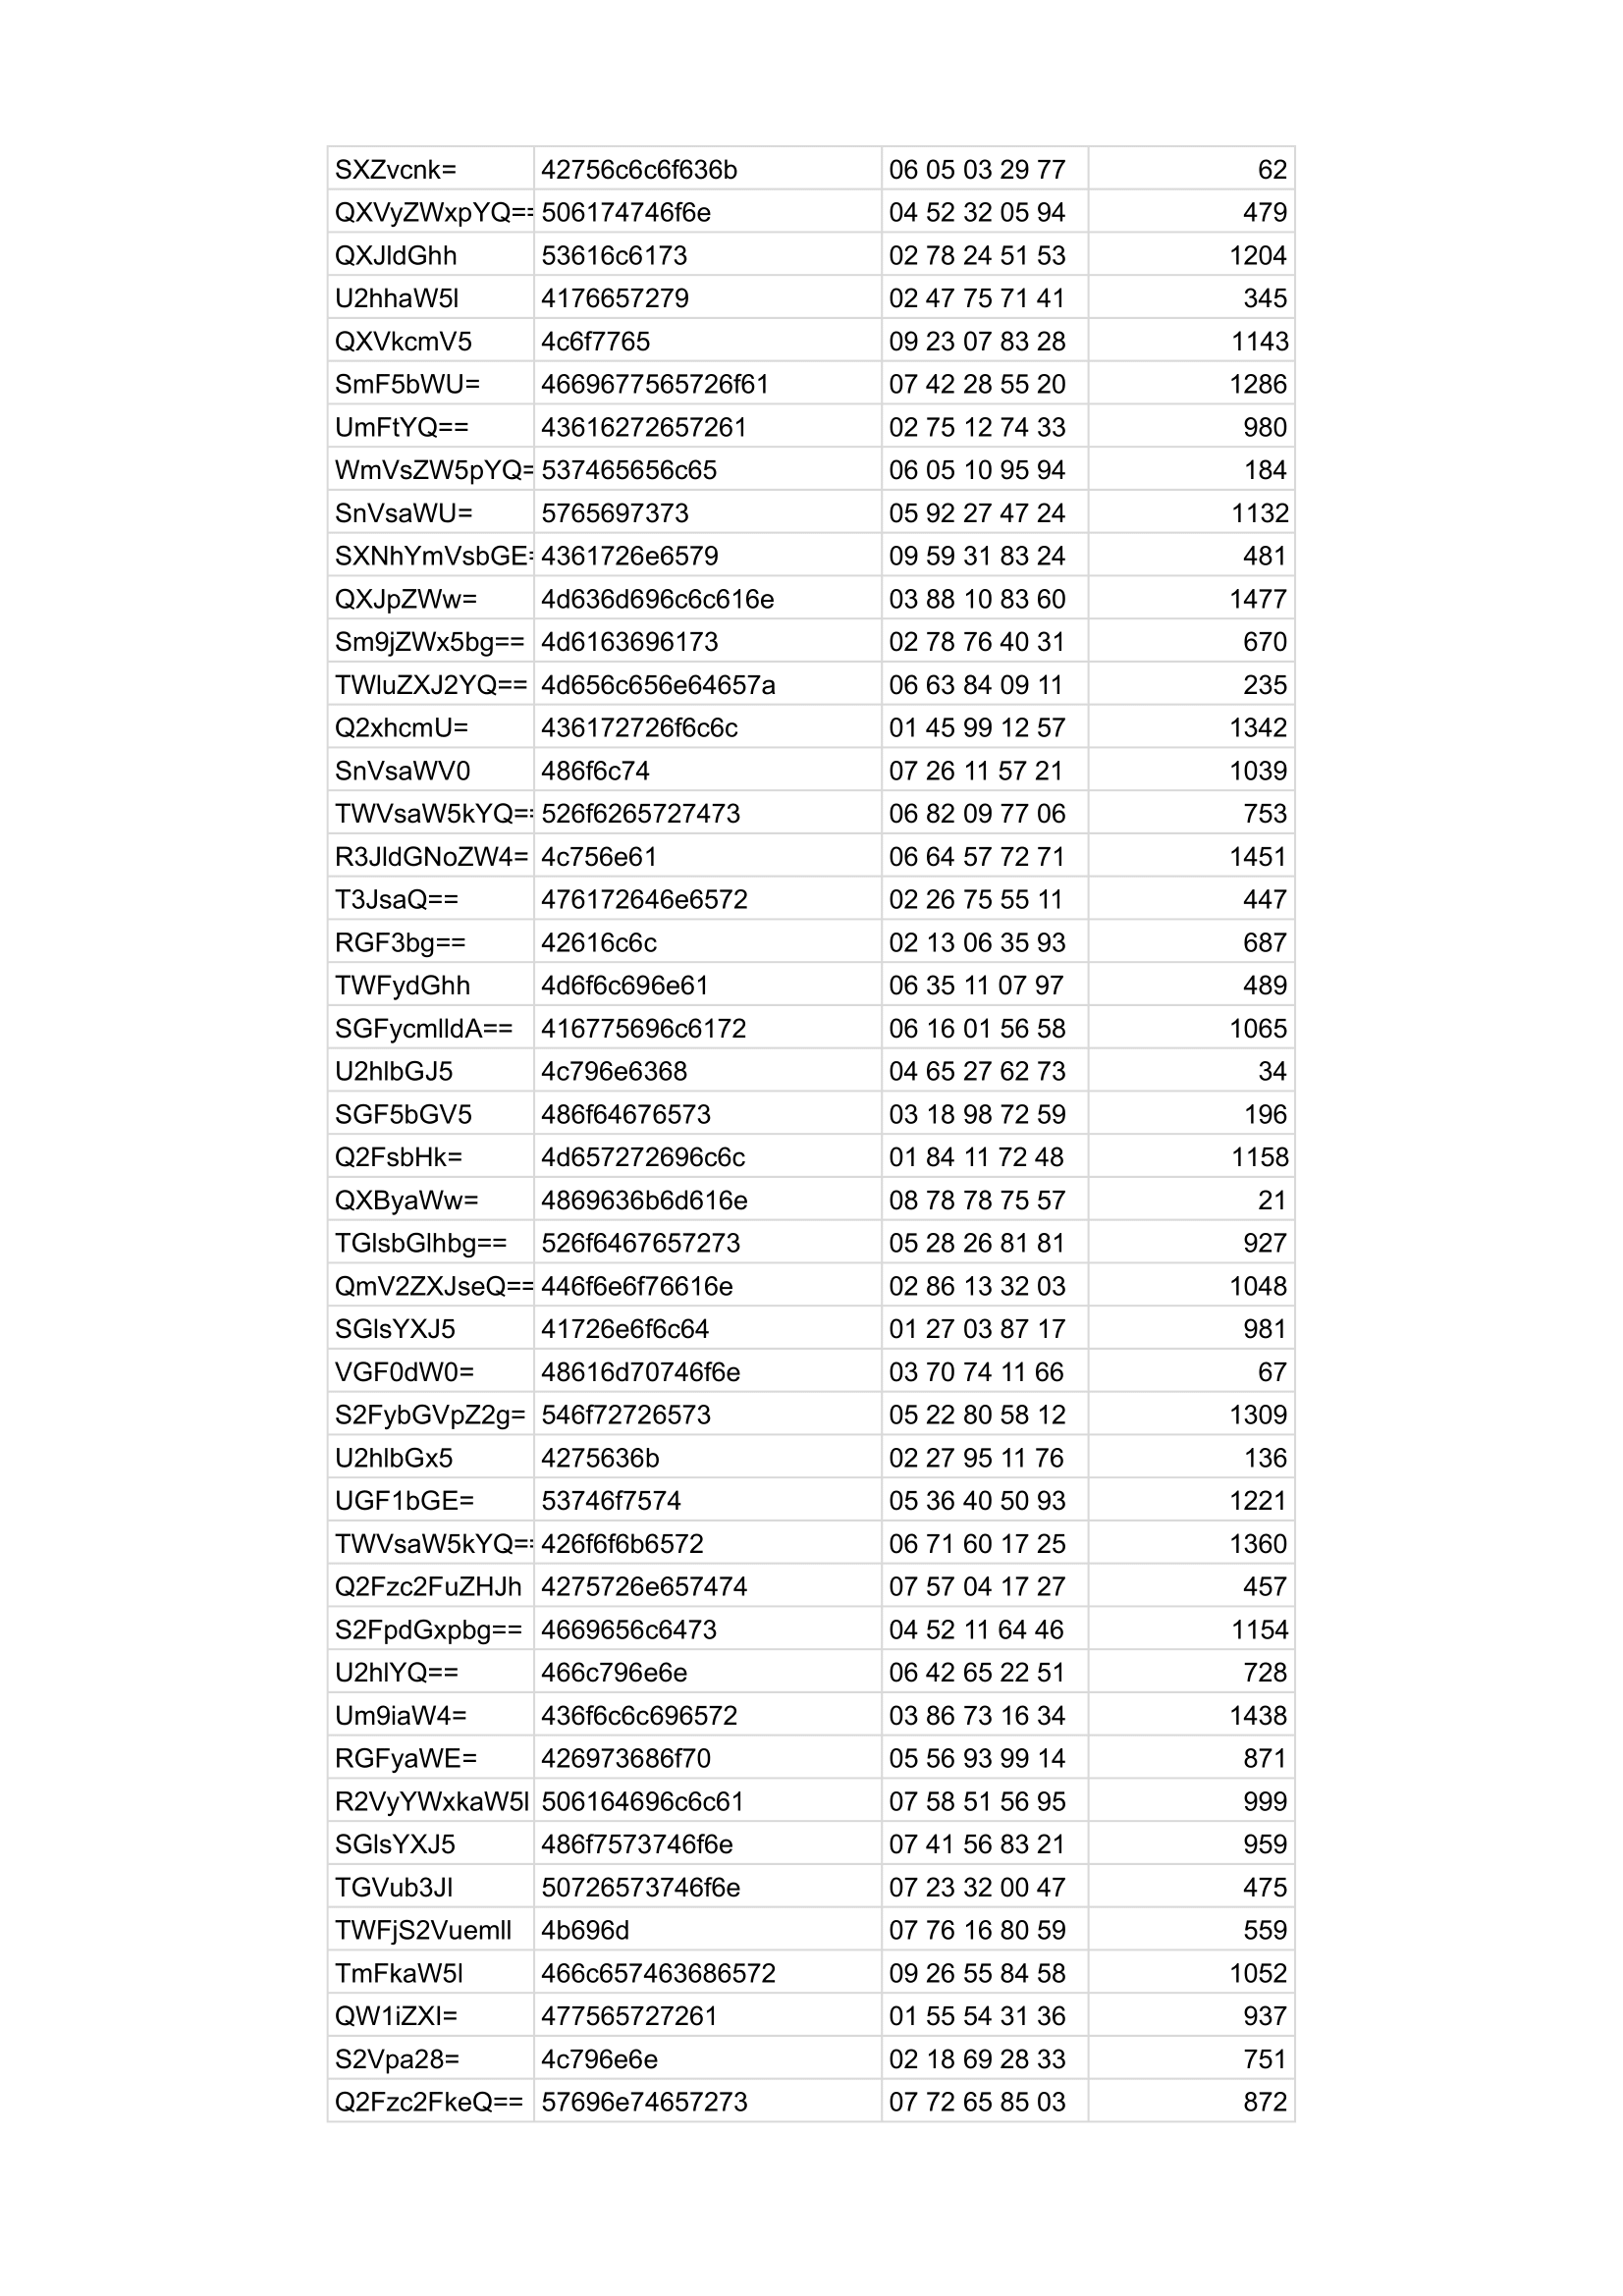 SXZvcnk= 42756c6c6f636b 06 05 03 29 77 62
QXVyZWxpYQ== 506174746f6e 04 52 32 05 94 479
QXJldGhh 53616c6173 02 78 24 51 53 1204
U2hhaW5l 4176657279 02 47 75 71 41 345
QXVkcmV5 4c6f7765 09 23 07 83 28 1143
SmF5bWU= 4669677565726f61 07 42 28 55 20 1286
UmFtYQ== 43616272657261 02 75 12 74 33 980
WmVsZW5pYQ= 537465656c65 06 05 10 95 94 184
SnVsaWU= 5765697373 05 92 27 47 24 1132
SXNhYmVsbGE= 4361726e6579 09 59 31 83 24 481
QXJpZWw= 4d636d696c6c616e 03 88 10 83 60 1477
Sm9jZWx5bg== 4d6163696173 02 78 76 40 31 670
TWluZXJ2YQ== 4d656c656e64657a 06 63 84 09 11 235
Q2xhcmU= 436172726f6c6c 01 45 99 12 57 1342
SnVsaWV0 486f6c74 07 26 11 57 21 1039
TWVsaW5kYQ== 526f6265727473 06 82 09 77 06 753
R3JldGNoZW4= 4c756e61 06 64 57 72 71 1451
T3JsaQ== 476172646e6572 02 26 75 55 11 447
RGF3bg== 42616c6c 02 13 06 35 93 687
TWFydGhh 4d6f6c696e61 06 35 11 07 97 489
SGFycmlldA== 416775696c6172 06 16 01 56 58 1065
U2hlbGJ5 4c796e6368 04 65 27 62 73 34
SGF5bGV5 486f64676573 03 18 98 72 59 196
Q2FsbHk= 4d657272696c6c 01 84 11 72 48 1158
QXByaWw= 4869636b6d616e 08 78 78 75 57 21
TGlsbGlhbg== 526f6467657273 05 28 26 81 81 927
QmV2ZXJseQ== 446f6e6f76616e 02 86 13 32 03 1048
SGlsYXJ5 41726e6f6c64 01 27 03 87 17 981
VGF0dW0= 48616d70746f6e 03 70 74 11 66 67
S2FybGVpZ2g= 546f72726573 05 22 80 58 12 1309
U2hlbGx5 4275636b 02 27 95 11 76 136
UGF1bGE= 53746f7574 05 36 40 50 93 1221
TWVsaW5kYQ== 426f6f6b6572 06 71 60 17 25 1360
Q2Fzc2FuZHJh 4275726e657474 07 57 04 17 27 457
S2FpdGxpbg== 4669656c6473 04 52 11 64 46 1154
U2hlYQ== 466c796e6e 06 42 65 22 51 728
Um9iaW4= 436f6c6c696572 03 86 73 16 34 1438
RGFyaWE= 426973686f70 05 56 93 99 14 871
R2VyYWxkaW5l 506164696c6c61 07 58 51 56 95 999
SGlsYXJ5 486f7573746f6e 07 41 56 83 21 959
TGVub3Jl 50726573746f6e 07 23 32 00 47 475
TWFjS2Vuemll 4b696d 07 76 16 80 59 559
TmFkaW5l 466c657463686572 09 26 55 84 58 1052
QW1iZXI= 477565727261 01 55 54 31 36 937
S2Vpa28= 4c796e6e 02 18 69 28 33 751
Q2Fzc2FkeQ== 57696e74657273 07 72 65 85 03 872